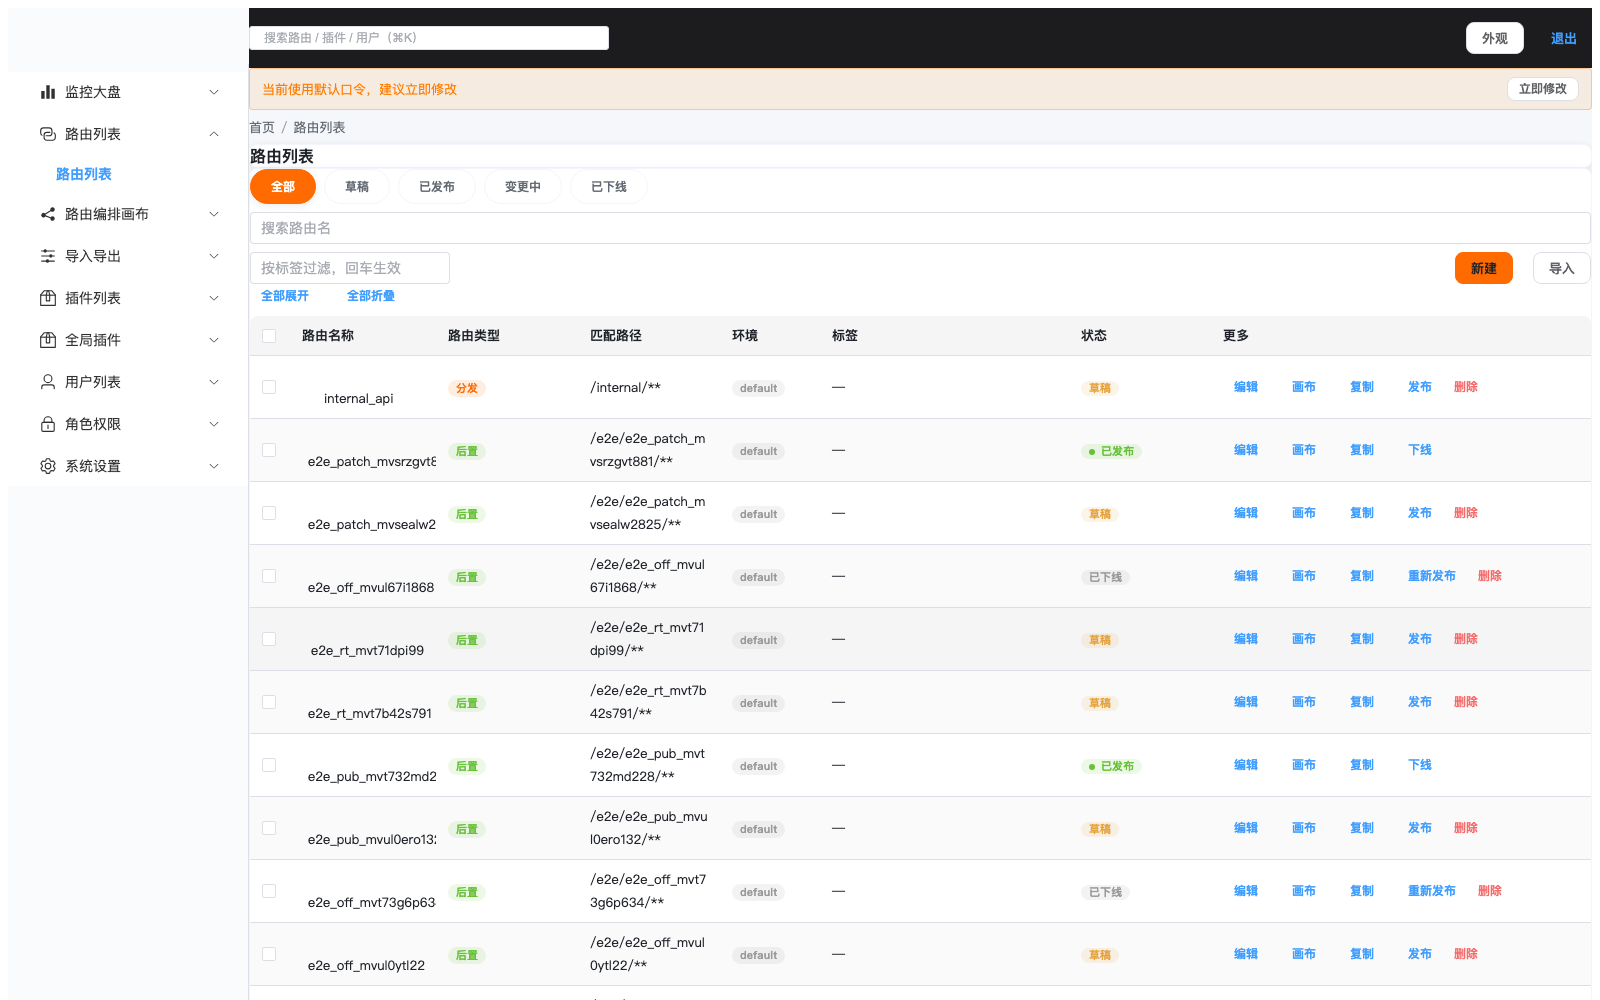 搜索路由 / 插件 / 用户（⌘K）
外观
退出
当前使用默认口令，建议立即修改
立即修改
监控大盘
路由列表
路由列表
路由编排画布
导入导出
插件列表
全局插件
用户列表
角色权限
系统设置
首页 / 路由列表
路由列表
全部 草稿 已发布 变更中 已下线
搜索路由名
按标签过滤，回车生效
新建 导入
全部展开 全部折叠
路由名称 路由类型 匹配路径 环境 标签 状态 更多
internal_api 分发 /internal/** default — 草稿 编辑 画布 复制 发布 删除
e2e_patch_mvsrzgvt8 后置 /e2e/e2e_patch_m
vsrzgvt881/** default — 已发布 编辑 画布 复制 下线
e2e_patch_mvsealw2 后置 /e2e/e2e_patch_m
vsealw2825/** default — 草稿 编辑 画布 复制 发布 删除
e2e_off_mvul67i1868 后置 /e2e/e2e_off_mvul
67i1868/** default — 已下线 编辑 画布 复制 重新发布 删除
e2e_rt_mvt71dpi99 后置 /e2e/e2e_rt_mvt71
dpi99/** default — 草稿 编辑 画布 复制 发布 删除
e2e_rt_mvt7b42s791 后置 /e2e/e2e_rt_mvt7b
42s791/** default — 草稿 编辑 画布 复制 发布 删除
e2e_pub_mvt732md2 后置 /e2e/e2e_pub_mvt
732md228/** default — 已发布 编辑 画布 复制 下线
e2e_pub_mvul0ero132 后置 /e2e/e2e_pub_mvu
l0ero132/** default — 草稿 编辑 画布 复制 发布 删除
e2e_off_mvt73g6p63 后置 /e2e/e2e_off_mvt7
3g6p634/** default — 已下线 编辑 画布 复制 重新发布 删除
e2e_off_mvul0ytl22 后置 /e2e/e2e_off_mvul
0ytl22/** default — 草稿 编辑 画布 复制 发布 删除